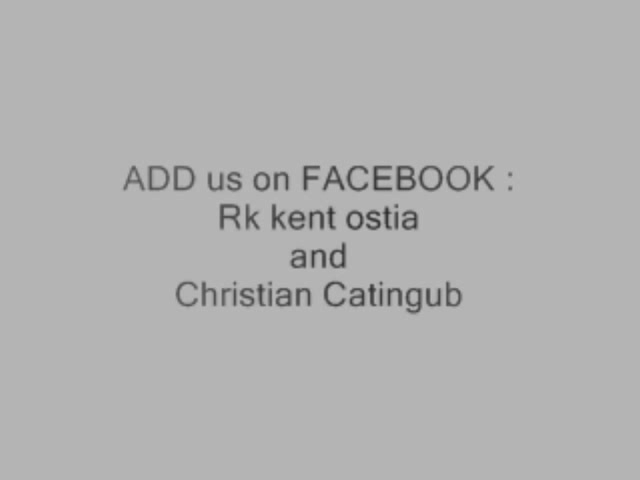 ADD us on FACEBOOK :
Rk kent ostia
and
Christian Catingub